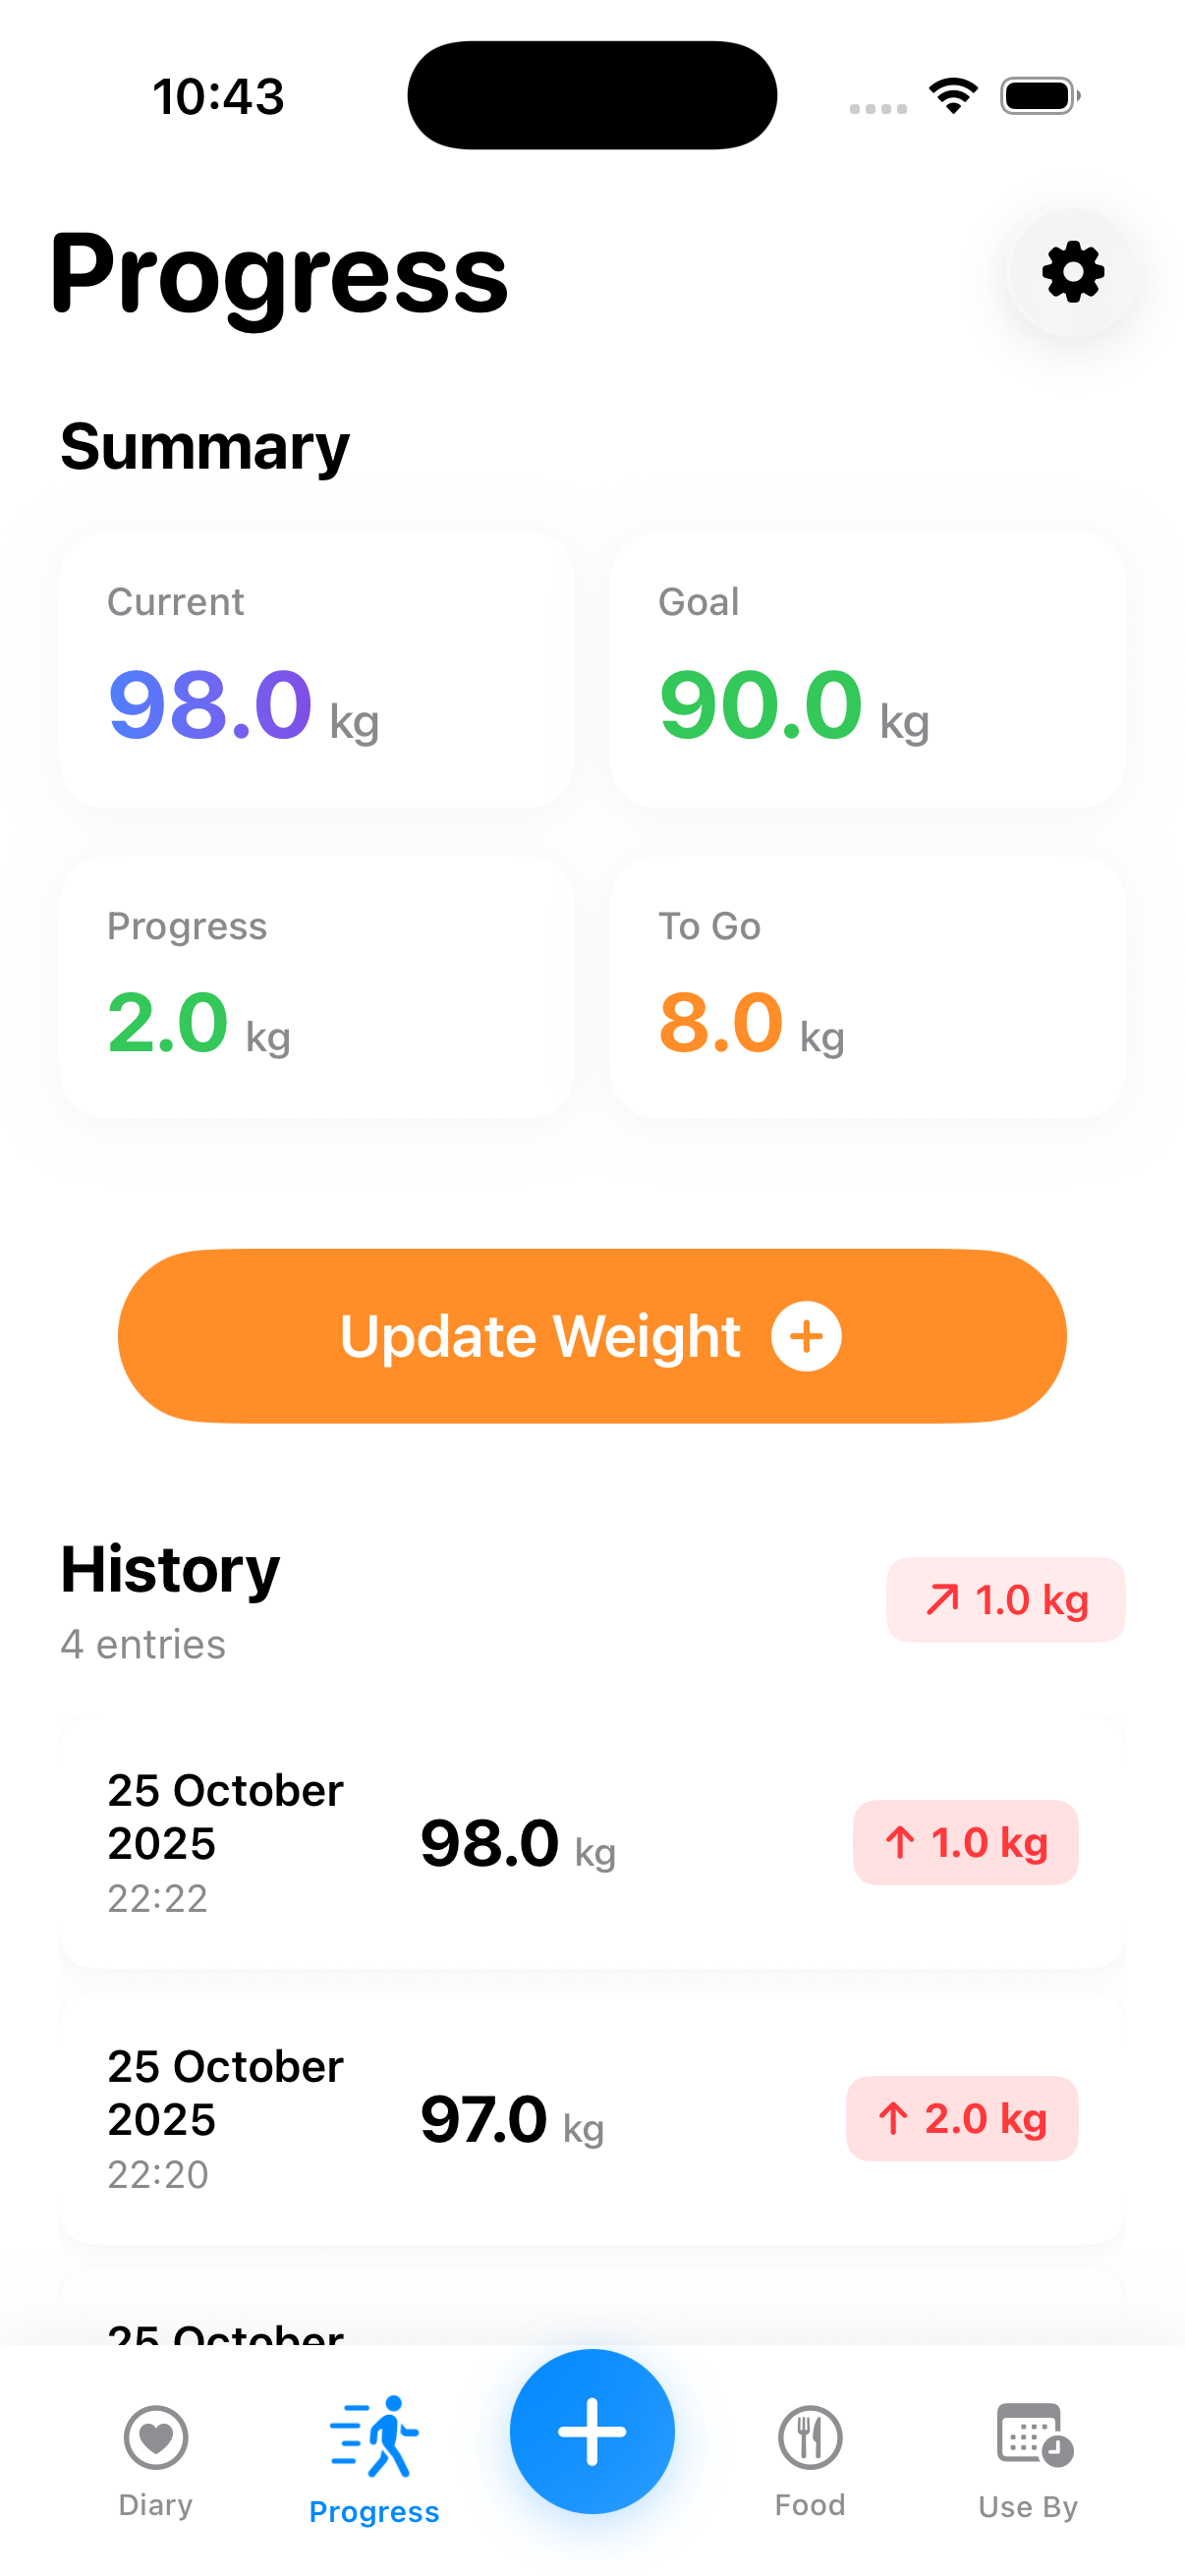 10:43
Progress
Summary
Current
98.0 kg
Goal
90.0 kg
Progress
2.0 kg
To Go
8.0 kg
Update Weight
History
4 entries
1.0 kg
25 October
2025
22:22
98.0 kg
1.0 kg
25 October
2025
22:20
97.0 kg
2.0 kg
25 October
Diary
Progress
Food
Use By